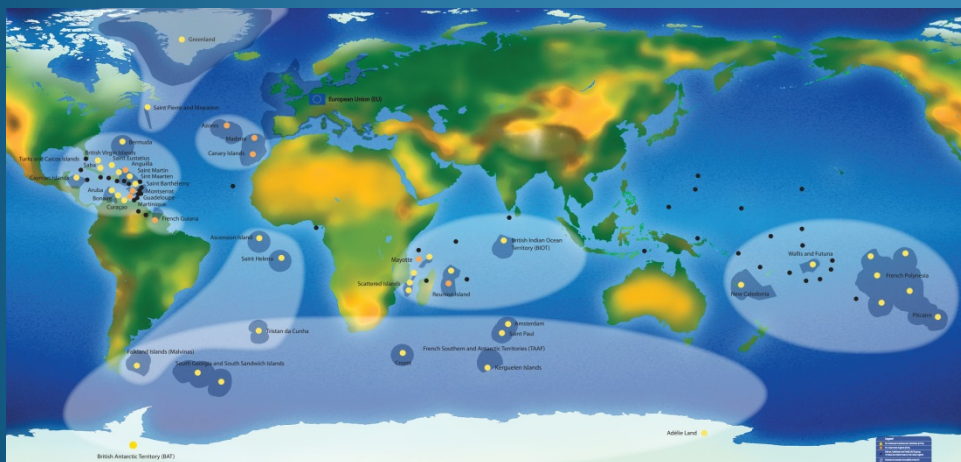 Greenland
European Union (EU)
Saint Pierre and Miquelon
Azores
Madeira
Canary Islands
Bermuda
British Virgin Islands
Turks and Caicos Islands
Saint Eustatius
Saba
Anguilla
Saint Martin
Sint Maarten
Cayman Islands
Saint Barthélemy
Aruba
Montserrat
Bonaire
Guadeloupe
Curaçao
Martinique
French Guiana
Ascension Island
Saint Helena
British Indian Ocean
Territory (BIOT)
Mayotte
Scattered Islands
Reunion Island
Wallis and Futuna
French Polynesia
New Caledonia
Pitcairn
Tristan da Cunha
Amsterdam
Saint Paul
French Southern and Antarctic Territories (TAAF)
Falkland Islands (Malvinas)
South Georgia and South Sandwich Islands
Crozet
Kerguelen Islands
Adélie Land
British Antarctic Territory (BAT)